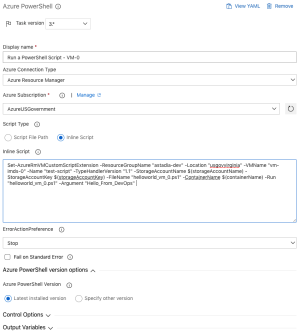 Azure PowerShell
View YAML
Remove
Task version 3.*
Display name *
Run a PowerShell Script - VM-0
Azure Connection Type
Azure Resource Manager
Azure Subscription * | Manage
AzureUSGovernment
Script Type
Script File Path Inline Script
Inline Script
Set-AzureRmVMCustomScriptExtension -ResourceGroupName "astadia-dev" -Location "usgovvirginia" -VMName "vm-
-Name "test-script" -TypeHandlerVersion "1.1" -StorageAccountName $(storageAccountName) -
StorageAccountKey $(storageAccountKey) -FileName "helloworld_vm_0.ps1" -ContainerName $(containerName) -Run
"helloworld_vm_0.ps1" -Argument "Hello_From_DevOps"
ErrorActionPreference
Stop
Fail on Standard Error
Azure PowerShell version options
Azure PowerShell Version
Latest installed version Specify other version
Control Options
Output Variables